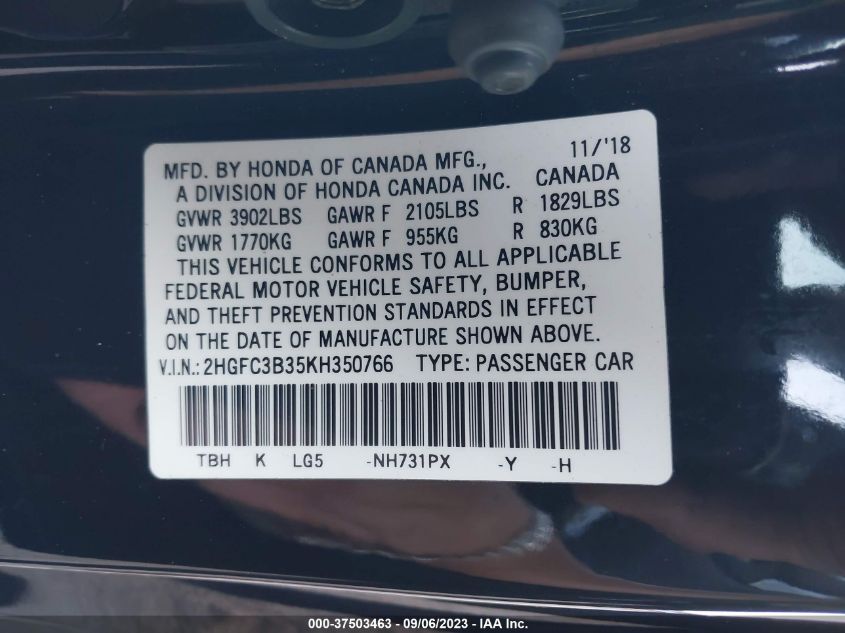 11/'18
MFD. BY HONDA OF CANADA MFG.,
A DIVISION OF HONDA CANADA INC. CANADA
GVWR 3902LBS GAWR F 2105LBS R 1829LBS
GVWR 1770KG GAWR F 955KG R 830KG
THIS VEHICLE CONFORMS TO ALL APPLICABLE
FEDERAL MOTOR VEHICLE SAFETY, BUMPER,
AND THEFT PREVENTION STANDARDS IN EFFECT
ON THE DATE OF MANUFACTURE SHOWN ABOVE.
V.I.N.: 2HGFC3B35KH350766 TYPE: PASSENGER CAR
TBH K LG5 -NH731PX -Y -H
000-37503463 - 09/06/2023 - IAA Inc.